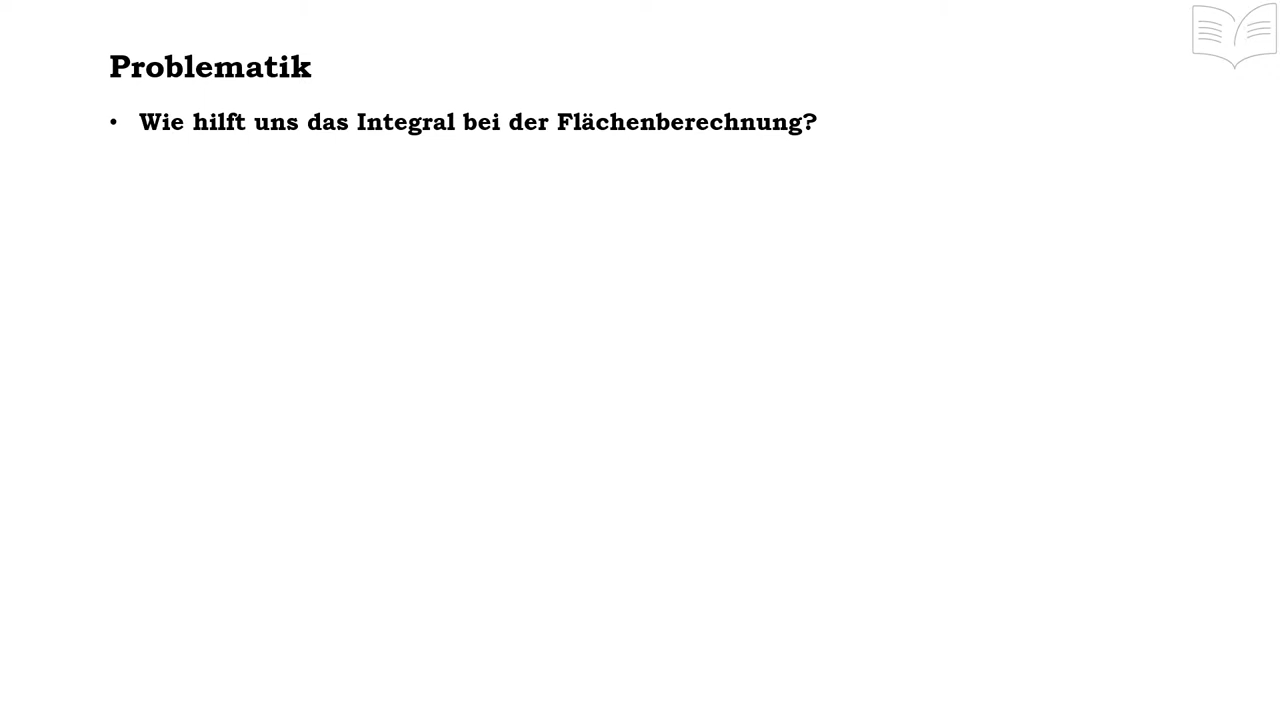 Problematik
• Wie hilft uns das Integral bei der Flächenberechnung?